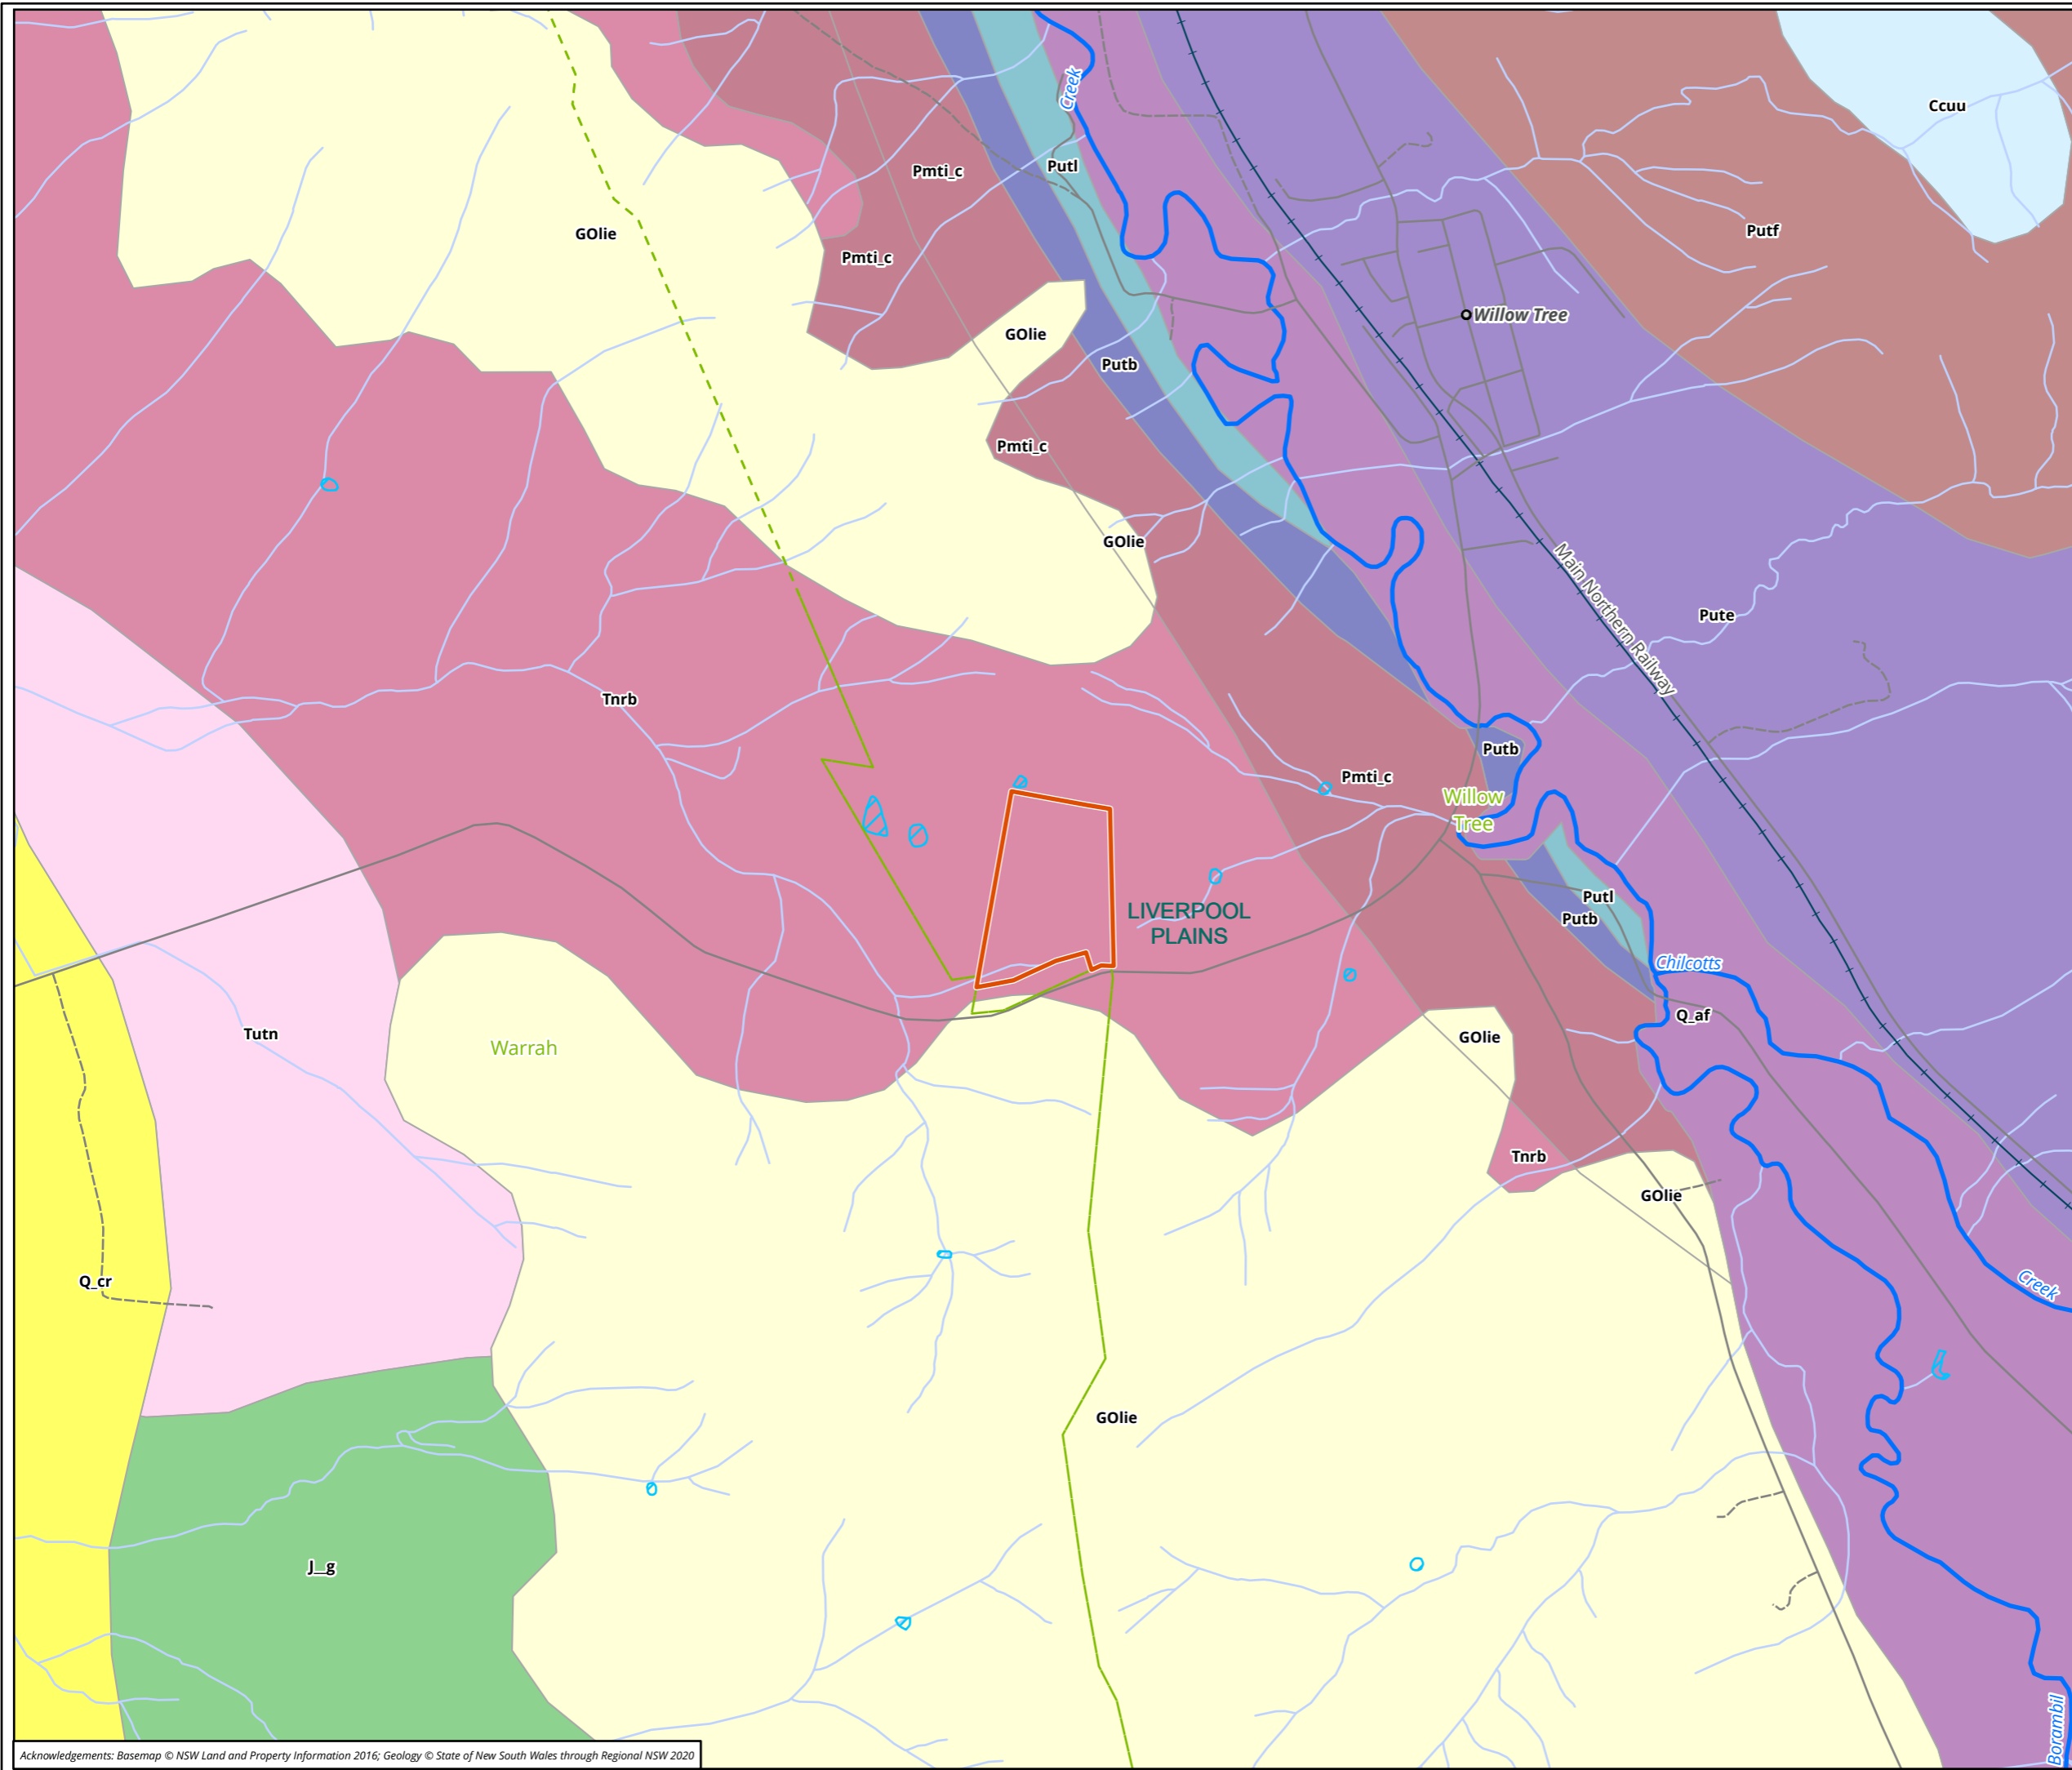 Creek
Ccuu
Putl
Pmti_c
Putf
GOlie
Pmti_c
Willow Tree
GOlie
Putb
Pmti_c
GOlie
Main Northern Railway
Pute
Tnrb
Putb
Pmti_c
Willow
Tree
Putl
LIVERPOOL
PLAINS
Putb
Chilcotts
Q_af
Tutn
GOlie
Warrah
Tnrb
GOlie
Q_cr
Creek
GOlie
J__g
Borambil
Acknowledgements: Basemap © NSW Land and Property Information 2016; Geology © State of New South Wales through Regional NSW 2020